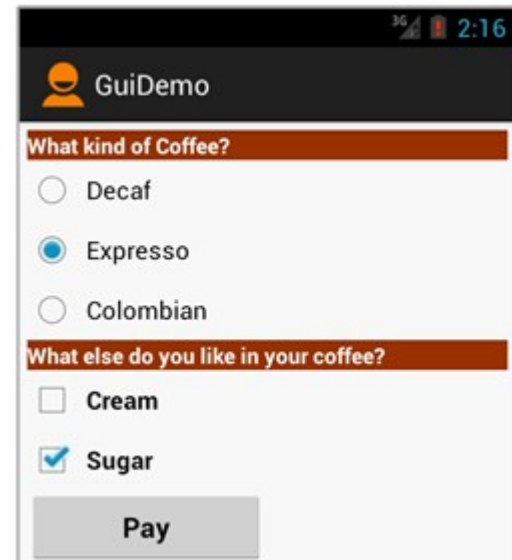 3G 2:16
GuiDemo
What kind of Coffee?
Decaf
Expresso
Colombian
What else do you like in your coffee?
Cream
Sugar
Pay